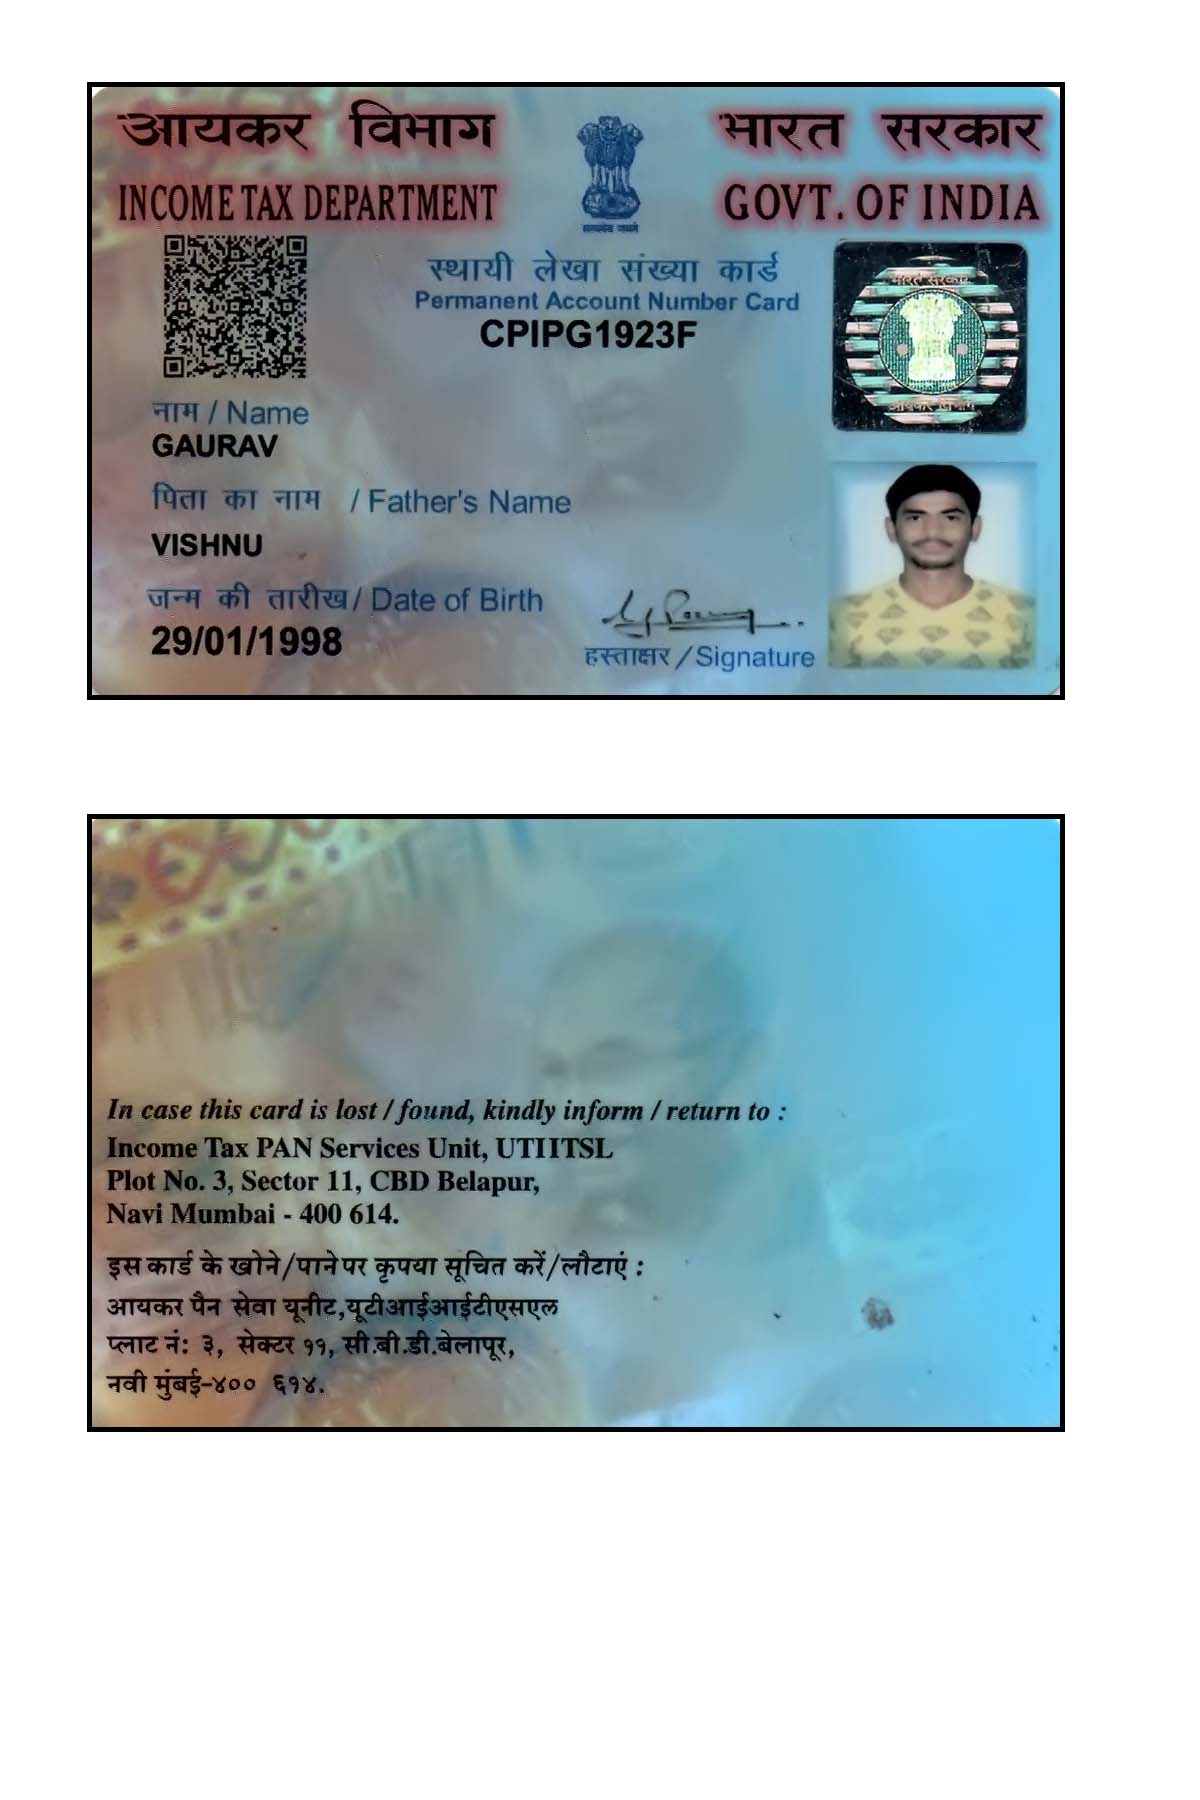 आयकर विभाग
INCOME TAX DEPARTMENT
सत्यमेव जयते
भारत सरकार
GOVT. OF INDIA
स्थायी लेखा संख्या कार्ड
Permanent Account Number Card
CPIPG1923F
भारत सरकार
आयकर विभाग
नाम / Name
GAURAV
पिता का नाम / Father's Name
VISHNU
जन्म की तारीख / Date of Birth
29/01/1998
हस्ताक्षर / Signature
In case this card is lost / found, kindly inform / return to :
Income Tax PAN Services Unit, UTIITSL
Plot No. 3, Sector 11, CBD Belapur,
Navi Mumbai - 400 614.
इस कार्ड के खोने/पाने पर कृपया सूचित करें/लौटाएं :
आयकर पैन सेवा यूनीट,यूटीआईआईटीएसएल
प्लाट नं: ३, सेक्टर ११, सी.बी.डी.बेलापूर,
नवी मुंबई-४०० ६१४.